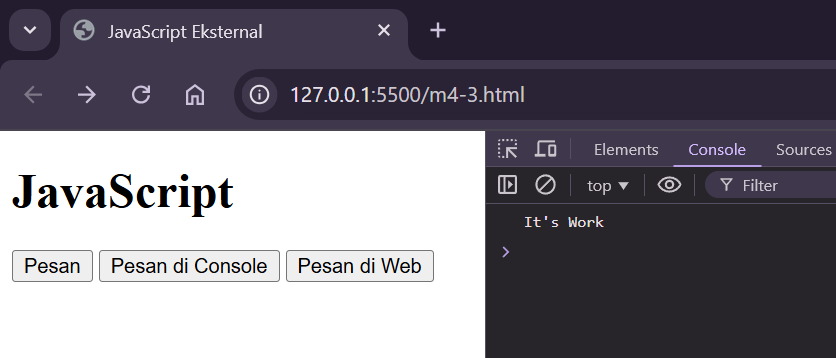 JavaScript Eksternal
127.0.0.1:5500/m4-3.html
Elements Console Sources
top Filter
JavaScript
It's Work
Pesan Pesan di Console Pesan di Web